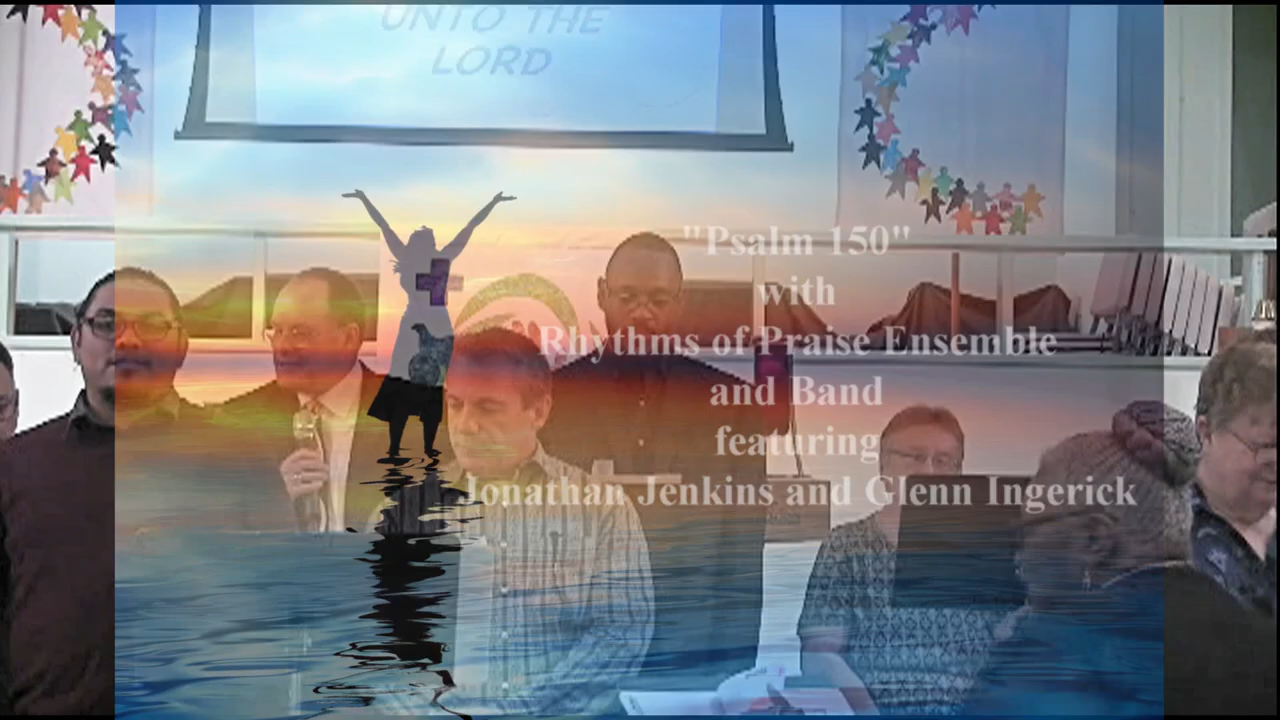 UNTO THE
LORD
"Psalm 150"
with
Rhythms of Praise Ensemble
and Band
featuring
Jonathan Jenkins and Glenn Ingerick